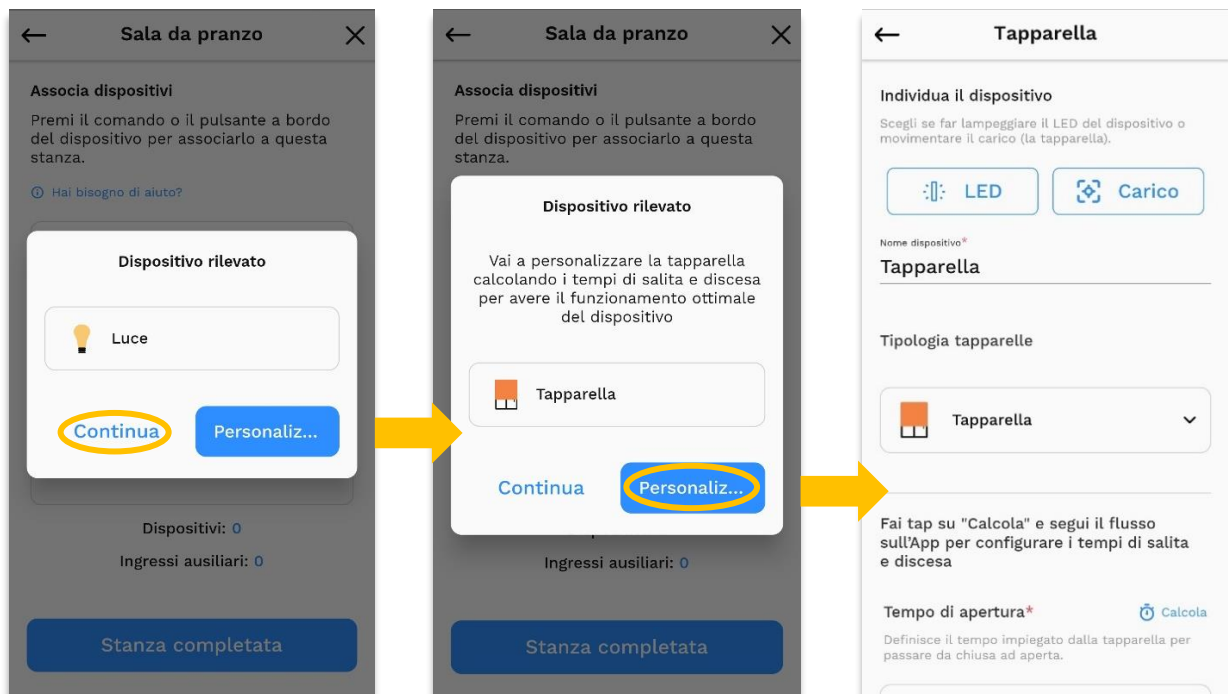 Sala da pranzo
Associa dispositivi
Premi il comando o il pulsante a bordo
del dispositivo per associarlo a questa
stanza.
Hai bisogno di aiuto?
Dispositivo rilevato
Luce
Continua
Personaliz...
Dispositivi: 0
Ingressi ausiliari: 0
Stanza completata
Sala da pranzo
Associa dispositivi
Premi il comando o il pulsante a bordo
del dispositivo per associarlo a questa
stanza.
Dispositivo rilevato
Vai a personalizzare la tapparella
calcolando i tempi di salita e discesa
per avere il funzionamento ottimale
del dispositivo
Tapparella
Continua
Personaliz...
Ingressi ausiliari: 0
Stanza completata
Tapparella
Individua il dispositivo
Scegli se far lampeggiare il LED del dispositivo o
movimentare il carico (la tapparella).
LED
Carico
Nome dispositivo*
Tapparella
Tipologia tapparelle
Tapparella
Fai tap su "Calcola" e segui il flusso
sull'App per configurare i tempi di salita
e discesa
Tempo di apertura*
Calcola
Definisce il tempo impiegato dalla tapparella per
passare da chiusa ad aperta.